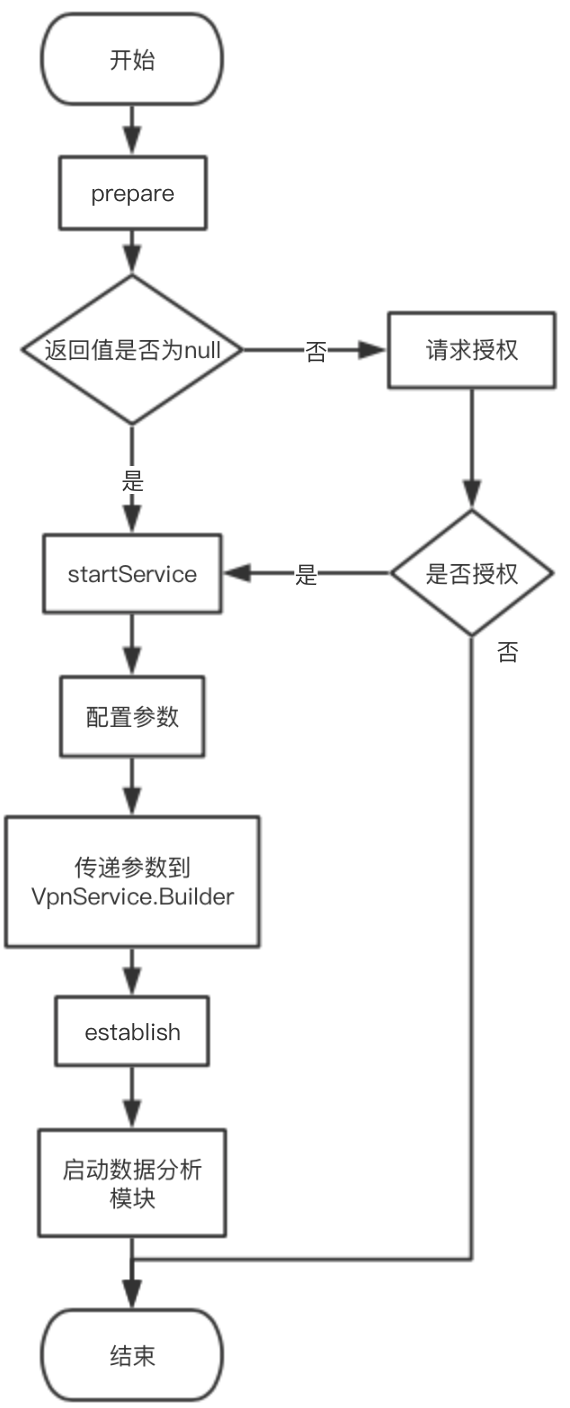 开始
prepare
返回值是否为null
否
请求授权
是
startService
是
是否授权
否
配置参数
传递参数到
VpnService.Builder
establish
启动数据分析
模块
结束